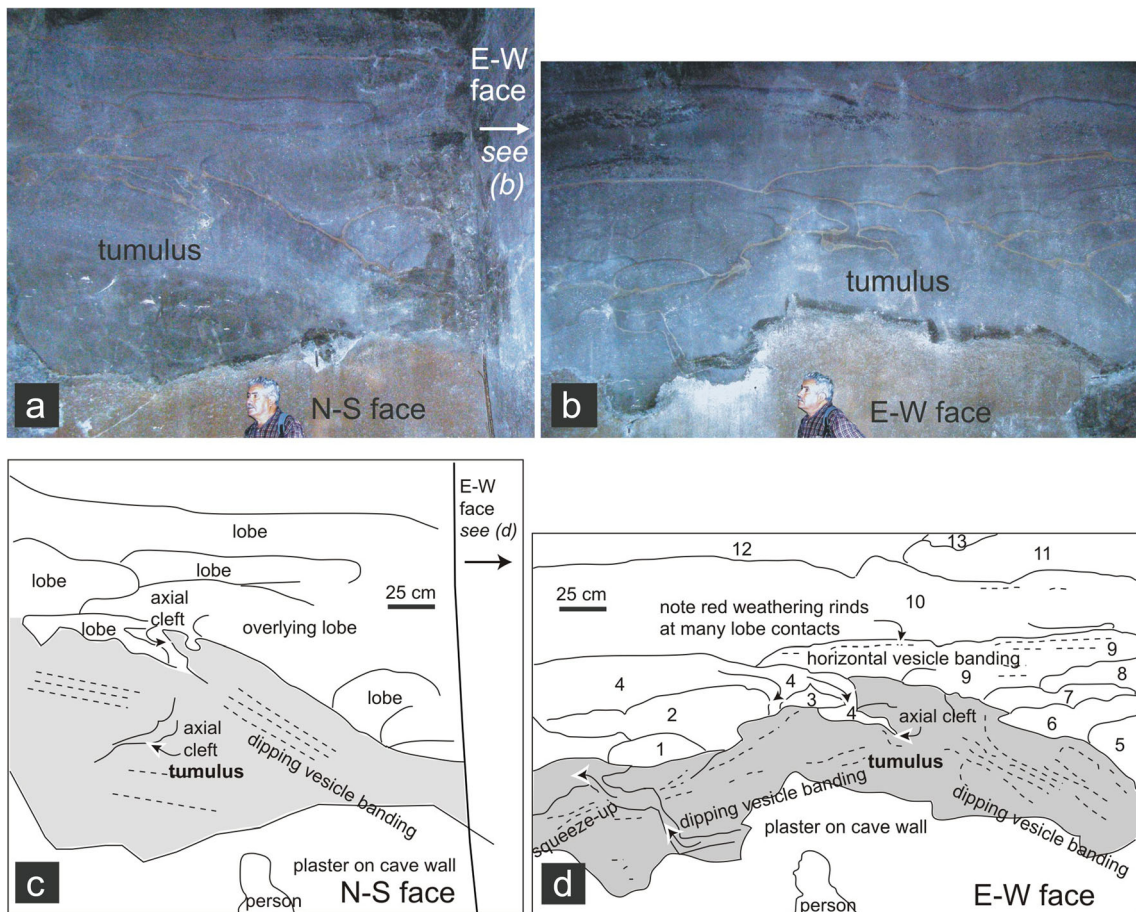 E-W
face
see
(b)
tumulus
a
N-S face
tumulus
b
E-W face
E-W
face
see (d)
lobe
lobe
lobe
axial
cleft
25 cm
lobe
overlying lobe
lobe
axial
cleft
tumulus
dipping vesicle banding
plaster on cave wall
c
person
N-S face
12
13
11
25 cm
10
note red weathering rinds
at many lobe contacts
9
horizontal vesicle banding
4
4
9
8
2
3
7
4
axial cleft
6
1
5
tumulus
squeeze-up
dipping vesicle banding
dipping vesicle banding
plaster on cave wall
d
person
E-W face